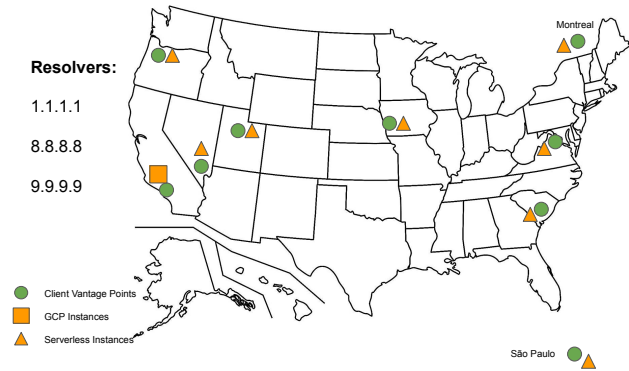 Montreal
Resolvers:
1.1.1.1
8.8.8.8
9.9.9.9
Client Vantage Points
GCP Instances
Serverless Instances
São Paulo